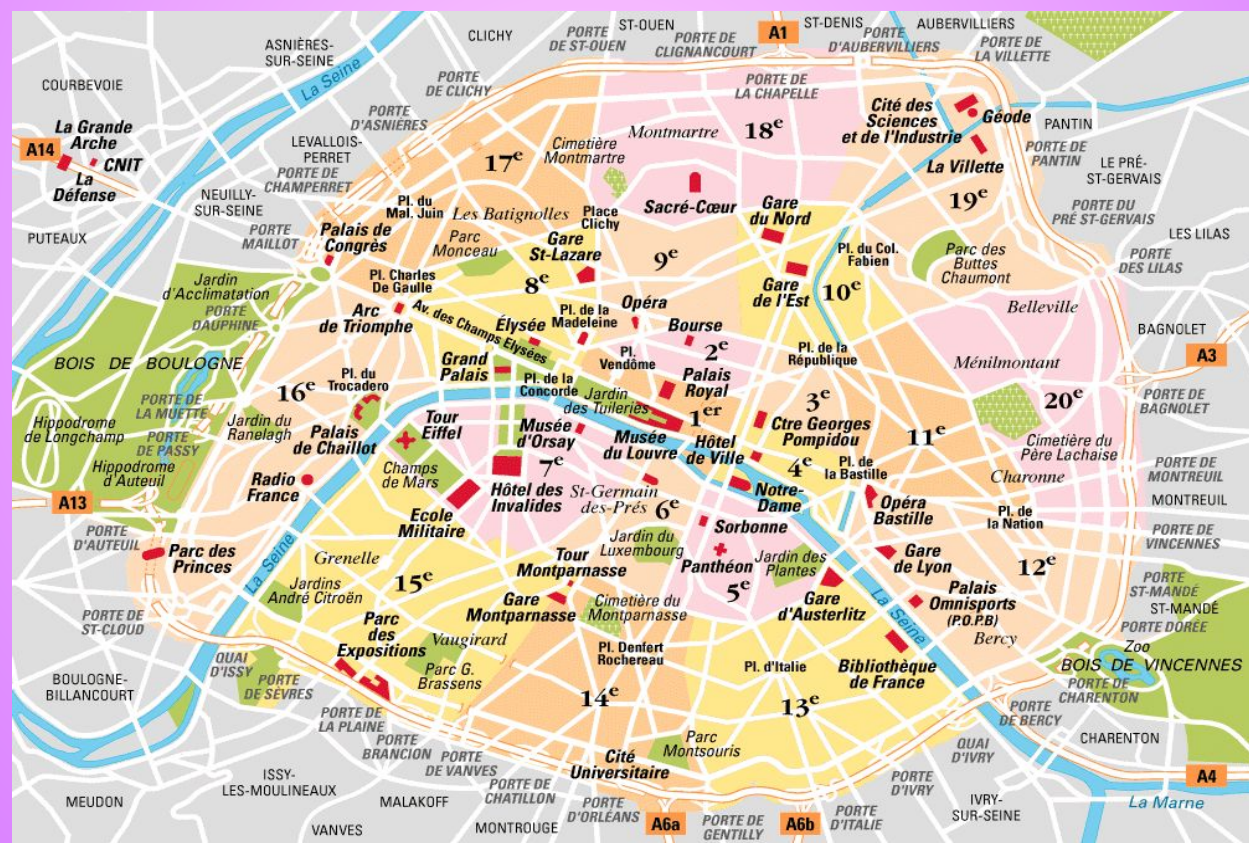 CLICHY
ST-OUEN
PORTE
DE ST-OUEN
PORTE DE
CLIGNANCOURT
A1
ST-DENIS
AUBERVILLIERS
PORTE
D'AUBERVILLIERS
PORTE DE
LA VILLETTE
ASNIÈRES-
SUR-SEINE
La Seine
COURBEVOIE
PORTE
DE CLICHY
PORTE DE
LA CHAPELLE
PORTE
D'ASNIÈRES
Cité des
Sciences
et de l'Industrie
Géode
La Grande
Arche
A14
CNIT
La
Défense
LEVALLOIS-
PERRET
PORTE DE
CHAMPERRET
17e
Cimetière
Montmartre
Montmartre
18e
PANTIN
PORTE DE
PANTIN
La Villette
LE PRÉ-
ST-GERVAIS
NEUILLY-
SUR-SEINE
PUTEAUX
PORTE
MAILLOT
Pl. du
Mal. Juin
Les Batignolles
Place
Clichy
Sacré-Cœur
Gare
du Nord
19e
PORTE DU
PRÉ ST-GERVAIS
LES LILAS
PORTE
DES LILAS
Palais de
Congrès
Parc
Monceau
Gare
St-Lazare
9e
Pl. du Col.
Fabien
Parc des
Buttes
Chaumont
Jardin
d'Acclimatation
Pl. Charles
De Gaulle
8e
Gare
de l'Est
10e
Belleville
PORTE
DAUPHINE
Arc
de Triomphe
Av. des Champs Elysées
Élysée
Pl. de la
Madeleine
Opéra
Bourse
2e
BAGNOLET
A3
BOIS DE BOULOGNE
Grand
Palais
Pl.
Vendôme
Pl. de la
République
Ménilmontant
16e
Pl. du
Trocadero
Pl. de la
Concorde
Jardin
des Tuileries
Palais
Royal
3e
20e
PORTE DE
LA MUETTE
PORTE DE
BAGNOLET
Hippodrome
de Longchamp
Jardin du
Ranelagh
Palais
de Chaillot
Tour
Eiffel
Musée
d'Orsay
Musée
du Louvre
1er
Hôtel
de Ville
Ctre Georges
Pompidou
11e
Cimetière du
Père Lachaise
PORTE
DE PASSY
Hippodrome
d'Auteuil
Radio
France
Champs
de Mars
7e
Hôtel des
Invalides
St-Germain
des-Prés
6e
4e
Pl. de
la Bastille
Charonne
PORTE DE
MONTREUIL
MONTREUIL
A13
Ecole
Militaire
Notre-
Dame
Opéra
Bastille
Pl. de
la Nation
PORTE
D'AUTEUIL
Parc des
Princes
La Seine
Grenelle
Tour
Montparnasse
Jardin du
Luxembourg
Sorbonne
Panthéon
Jardin des
Plantes
Gare
de Lyon
12e
PORTE DE
VINCENNES
15e
Jardins
André Citroën
Gare
Montparnasse
Cimetière du
Montparnasse
5e
Gare
d'Austerlitz
La Seine
Palais
Omnisports
(P.O.P.B)
Bercy
PORTE
ST-MANDÉ
ST-MANDÉ
PORTE DORÉE
PORTE DE
ST-CLOUD
Parc
des
Expositions
Vaugirard
Parc G.
Brassens
Pl. Denfert
Rochereau
Pl. d'Italie
Bibliothèque
de France
Zoo
BOIS DE VINCENNES
QUAI
D'ISSY
PORTE
DE SÈVRES
BOULOGNE-
BILLANCOURT
14e
13e
PORTE DE
CHARENTON
PORTE
DE BERCY
PORTE DE
LA PLAINE
PORTE
BRANCION
PORTE
DE VANVES
Cité
Universitaire
Parc
Montsouris
QUAI
D'IVRY
CHARENTON
A4
MEUDON
ISSY-
LES-MOULINEAUX
MALAKOFF
PORTE DE
CHATILLON
PORTE
D'ORLÉANS
PORTE
D'IVRY
IVRY-
SUR-SEINE
La Marne
VANVES
MONTROUGE
A6a
PORTE DE
GENTILLY
A6b
PORTE
D'ITALIE